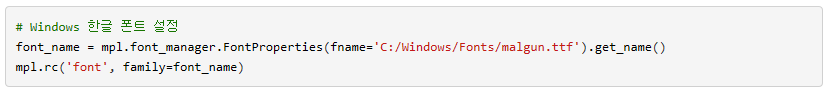 # Windows 한글 폰트 설정
font_name = mpl.font_manager.FontProperties(fname='C:/Windows/Fonts/malgun.ttf').get_name()
mpl.rc('font', family=font_name)